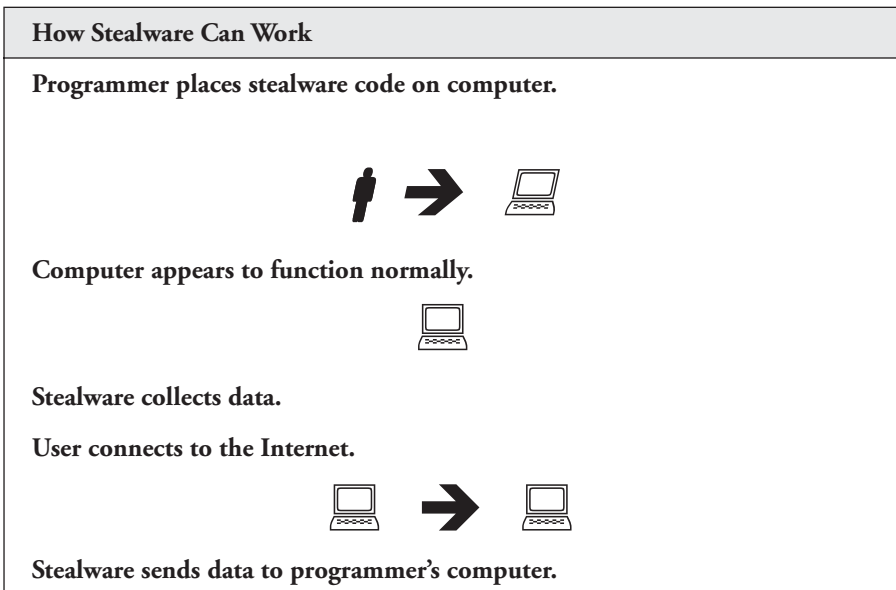 How Stealware Can Work
Programmer places stealware code on computer.
Computer appears to function normally.
Stealware collects data.
User connects to the Internet.
Stealware sends data to programmer’s computer.